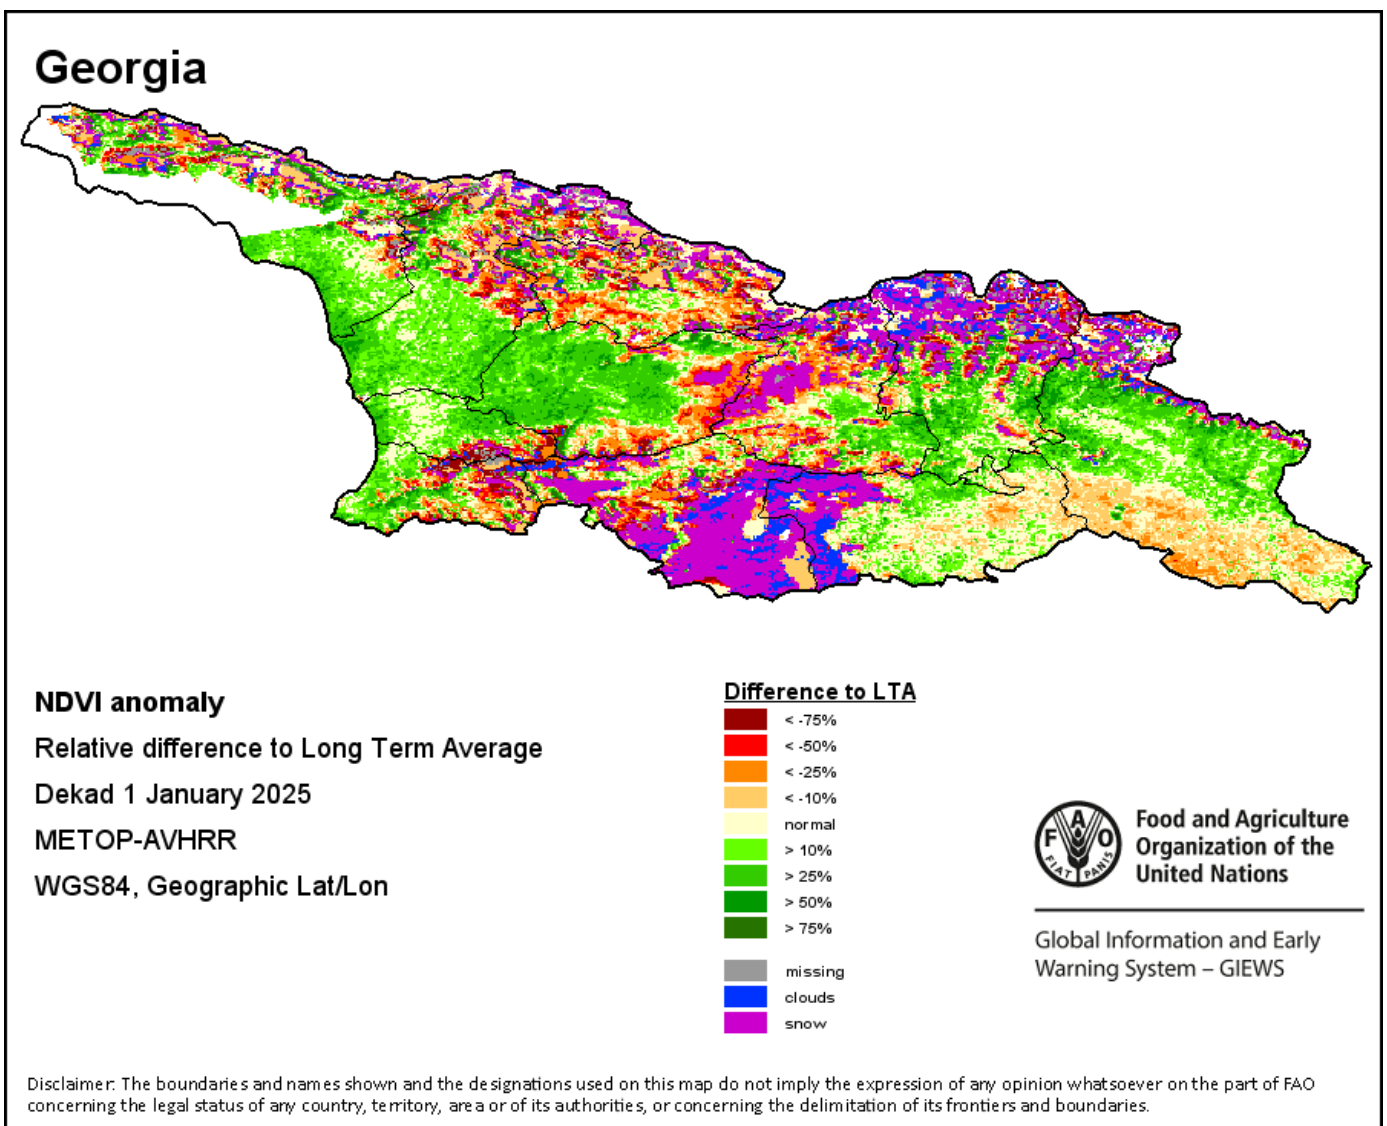 Georgia
NDVI anomaly
Relative difference to Long Term Average
Dekad 1 January 2025
METOP-AVHRR
WGS84, Geographic Lat/Lon
Difference to LTA
< -75%
< -50%
< -25%
< -10%
normal
> 10%
> 25%
> 50%
> 75%
missing
clouds
snow
F A O
FIAT PANIS
Food and Agriculture
Organization of the
United Nations
Global Information and Early
Warning System – GIEWS
Disclaimer: The boundaries and names shown and the designations used on this map do not imply the expression of any opinion whatsoever on the part of FAO
concerning the legal status of any country, territory, area or of its authorities, or concerning the delimitation of its frontiers and boundaries.